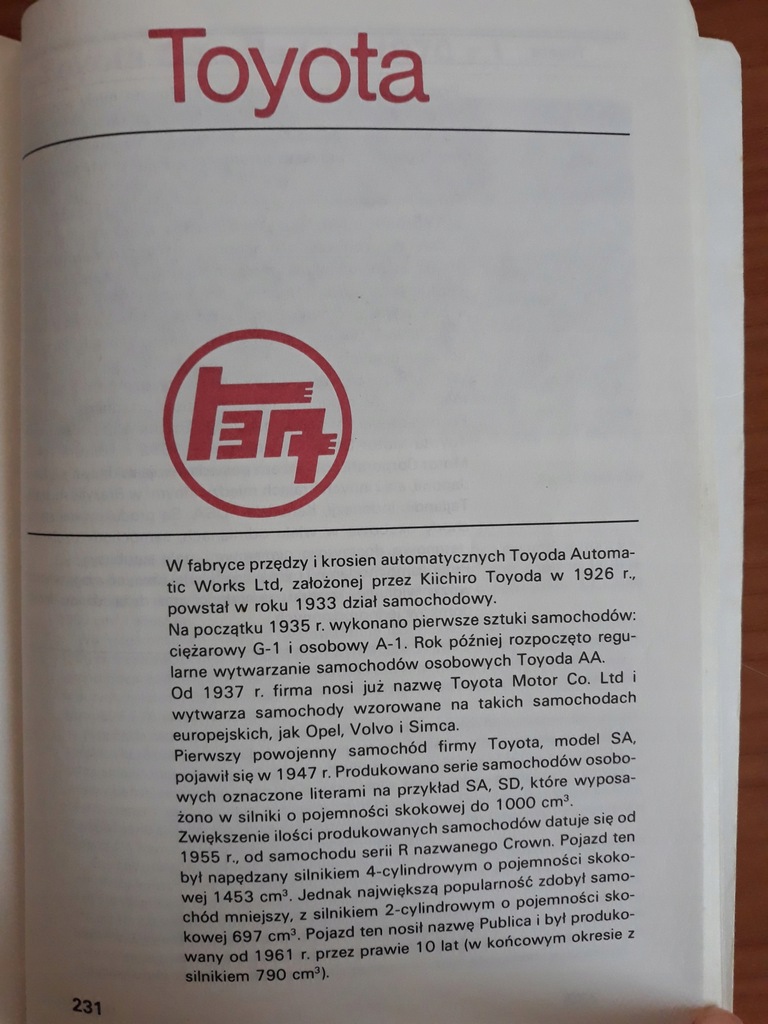 Toyota
W fabryce przędzy i krosien automatycznych Toyoda Automa-
tic Works Ltd, założonej przez Kiichiro Toyoda w 1926 r.,
powstał w roku 1933 dział samochodowy.
Na początku 1935 r. wykonano pierwsze sztuki samochodów:
ciężarowy G-1 i osobowy A-1. Rok później rozpoczęto regu-
larne wytwarzanie samochodów osobowych Toyoda AA.
Od 1937 r. firma nosi już nazwę Toyota Motor Co. Ltd i
wytwarza samochody wzorowane na takich samochodach
europejskich, jak Opel, Volvo i Simca.
Pierwszy powojenny samochód firmy Toyota, model SA,
pojawił się w 1947 r. Produkowano serie samochodów osobo-
wych oznaczone literami na przykład SA, SD, które wyposa-
żono w silniki o pojemności skokowej do 1000 cm³.
Zwiększenie ilości produkowanych samochodów datuje się od
1955 r., od samochodu serii R nazwanego Crown. Pojazd ten
był napędzany silnikiem 4-cylindrowym o pojemności skoko-
wej 1453 cm³. Jednak największą popularność zdobył samo-
chód mniejszy, z silnikiem 2-cylindrowym o pojemności sko-
kowej 697 cm³. Pojazd ten nosił nazwę Publica i był produko-
wany od 1961 r. przez prawie 10 lat (w końcowym okresie z
silnikiem 790 cm³).
231